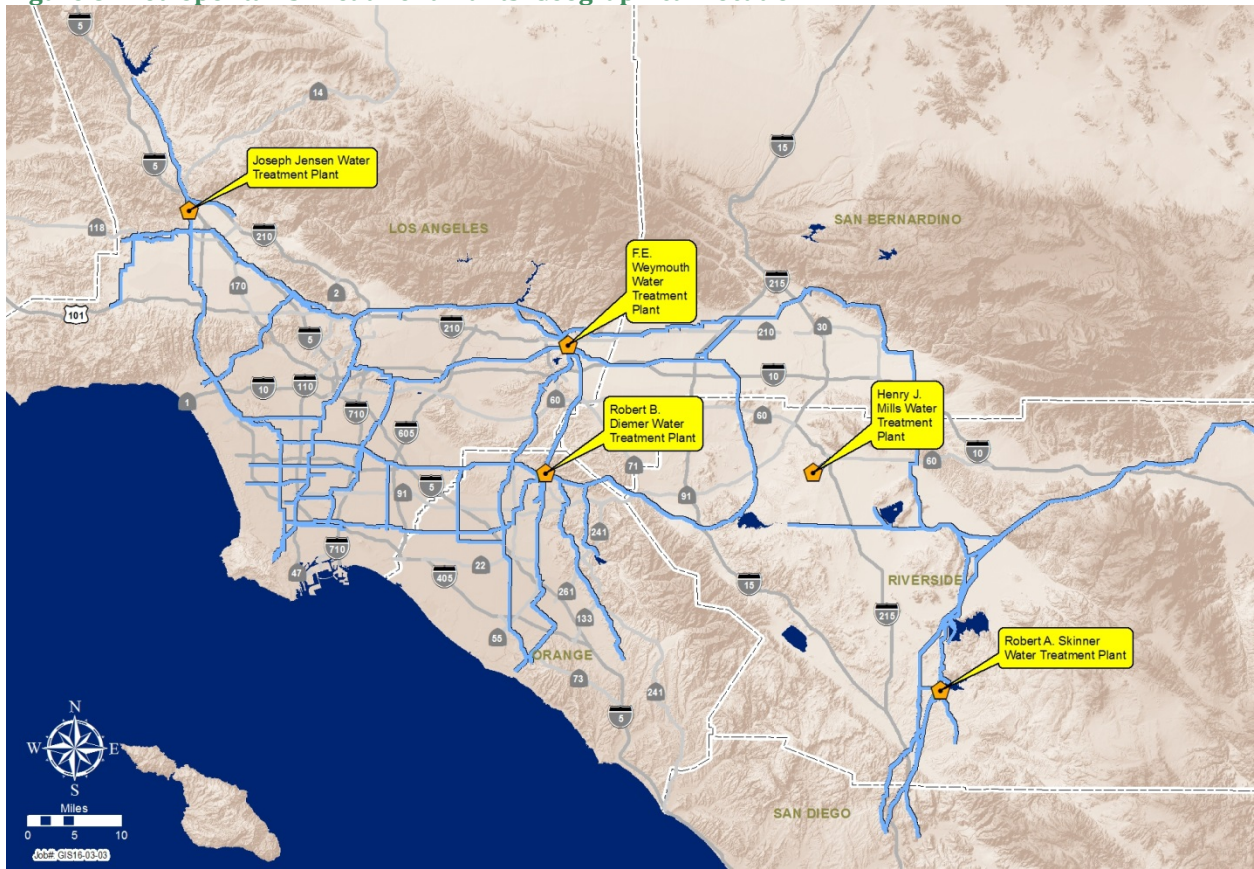 5
14
15
Joseph Jensen Water
Treatment Plant
118
210
LOS ANGELES
SAN BERNARDINO
F.E.
Weymouth
Water
Treatment
Plant
170
2
215
101
5
210
210
30
10
110
10
1
710
60
605
Robert B.
Diemer Water
Treatment Plant
Henry J.
Mills Water
Treatment
Plant
60
60
10
71
91
5
91
241
710
47
22
405
15
RIVERSIDE
261
133
215
55
ORANGE
Robert A. Skinner
Water Treatment Plant
73
241
5
N
W
E
S
Miles
0
5
10
SAN DIEGO
Job#: GIS16-03-03